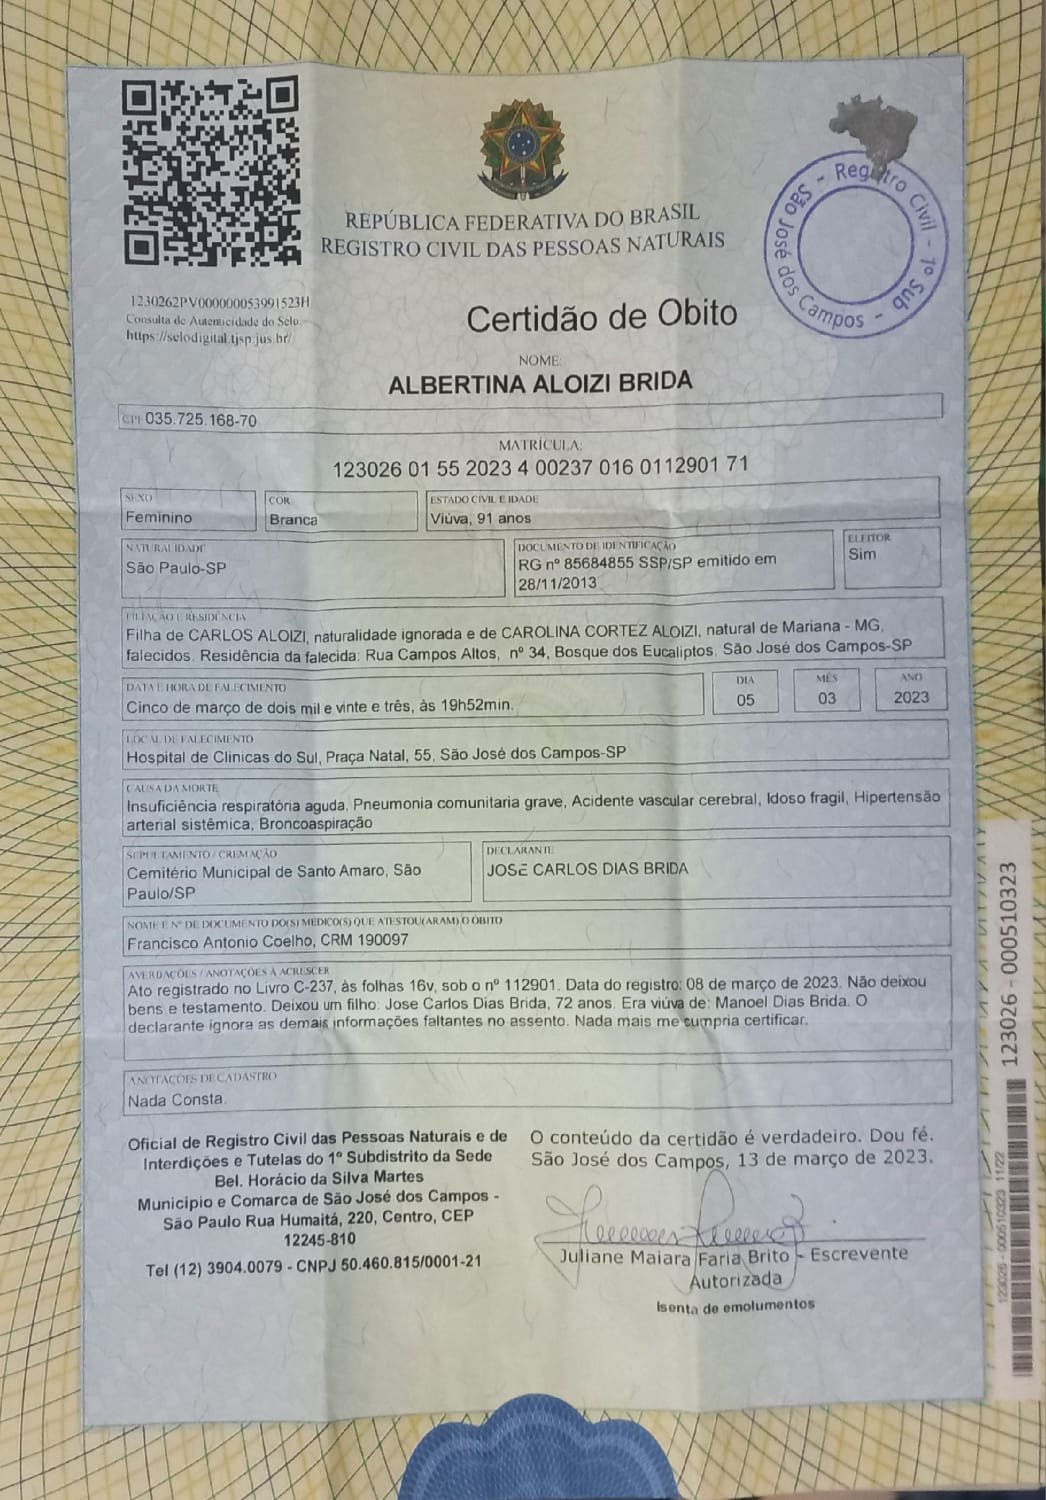 REPÚBLICA FEDERATIVA DO BRASIL
REGISTRO CIVIL DAS PESSOAS NATURAIS
Registro Civil - 1º Sub - São José dos Campos -
1230262PV000000053991523H
Consulta de Autenticidade do Selo.
https://selodigital.tjsp.jus.br/
Certidão de Obito
NOME:
ALBERTINA ALOIZI BRIDA
CPF 035.725.168-70
MATRÍCULA:
123026 01 55 2023 4 00237 016 0112901 71
SEXO
Feminino
COR
Branca
ESTADO CIVIL E IDADE
Viúva, 91 anos
NATURALIDADE
São Paulo-SP
DOCUMENTO DE IDENTIFICAÇÃO
RG nº 85684855 SSP/SP emitido em
28/11/2013
ELEITOR
Sim
FILIAÇÃO E RESIDÊNCIA
Filha de CARLOS ALOIZI, naturalidade ignorada e de CAROLINA CORTEZ ALOIZI, natural de Mariana - MG,
falecidos. Residência da falecida: Rua Campos Altos, nº 34, Bosque dos Eucaliptos, São José dos Campos-SP
DATA E HORA DE FALECIMENTO
Cinco de março de dois mil e vinte e três, às 19h52min.
DIA
05
MÊS
03
ANO
2023
LOCAL DE FALECIMENTO
Hospital de Clinicas do Sul, Praça Natal, 55, São José dos Campos-SP
CAUSA DA MORTE
Insuficiência respiratória aguda, Pneumonia comunitaria grave, Acidente vascular cerebral, Idoso fragil, Hipertensão
arterial sistêmica, Broncoaspiração
SEPULTAMENTO / CREMAÇÃO
Cemitério Municipal de Santo Amaro, São
Paulo/SP
DECLARANTE
JOSE CARLOS DIAS BRIDA
NOME E Nº DE DOCUMENTO DO(S) MÉDICO(S) QUE ATESTOU(ARAM) O ÓBITO
Francisco Antonio Coelho, CRM 190097
AVERBAÇÕES / ANOTAÇÕES À ACRESCER
Ato registrado no Livro C-237, às folhas 16v, sob o nº 112901. Data do registro: 08 de março de 2023. Não deixou
bens e testamento. Deixou um filho: Jose Carlos Dias Brida, 72 anos. Era viúva de: Manoel Dias Brida. O
declarante ignora as demais informações faltantes no assento. Nada mais me cumpria certificar.
ANOTAÇÕES DE CADASTRO
Nada Consta.
Oficial de Registro Civil das Pessoas Naturais e de
Interdições e Tutelas do 1º Subdistrito da Sede
Bel. Horácio da Silva Martes
Município e Comarca de São José dos Campos -
São Paulo Rua Humaitá, 220, Centro, CEP
12245-810
Tel (12) 3904.0079 - CNPJ 50.460.815/0001-21
O conteúdo da certidão é verdadeiro. Dou fé.
São José dos Campos, 13 de março de 2023.
Juliane Maiara Faria Brito - Escrevente
Autorizada
Isenta de emolumentos
123026 - 000510323
123026 - 000510323 11/22